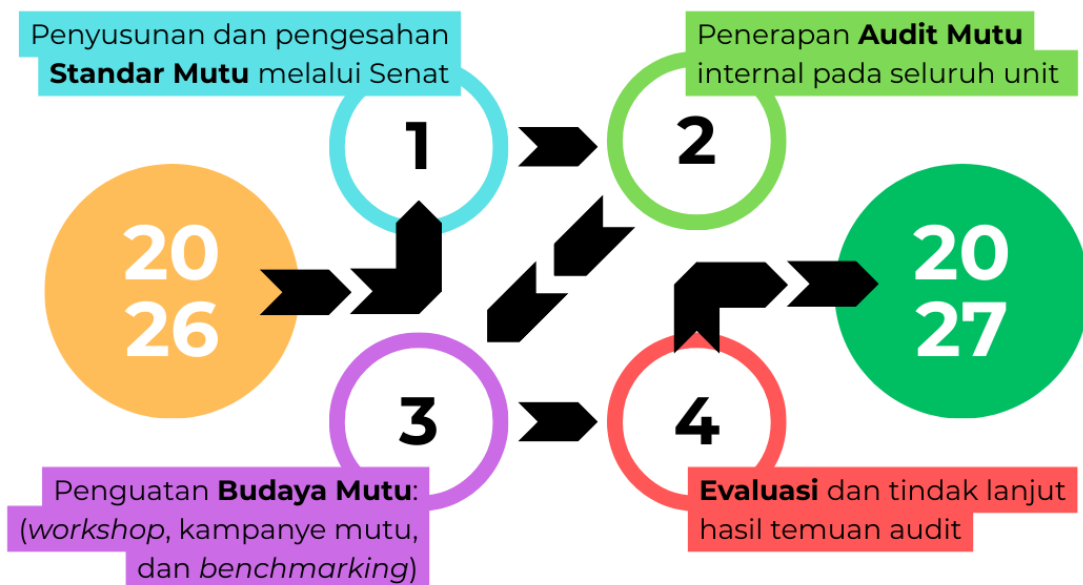 Penyusunan dan pengesahan
Standar Mutu melalui Senat
1
Penerapan Audit Mutu
internal pada seluruh unit
2
20
26
20
27
3
Penguatan Budaya Mutu:
(workshop, kampanye mutu,
dan benchmarking)
4
Evaluasi dan tindak lanjut
hasil temuan audit